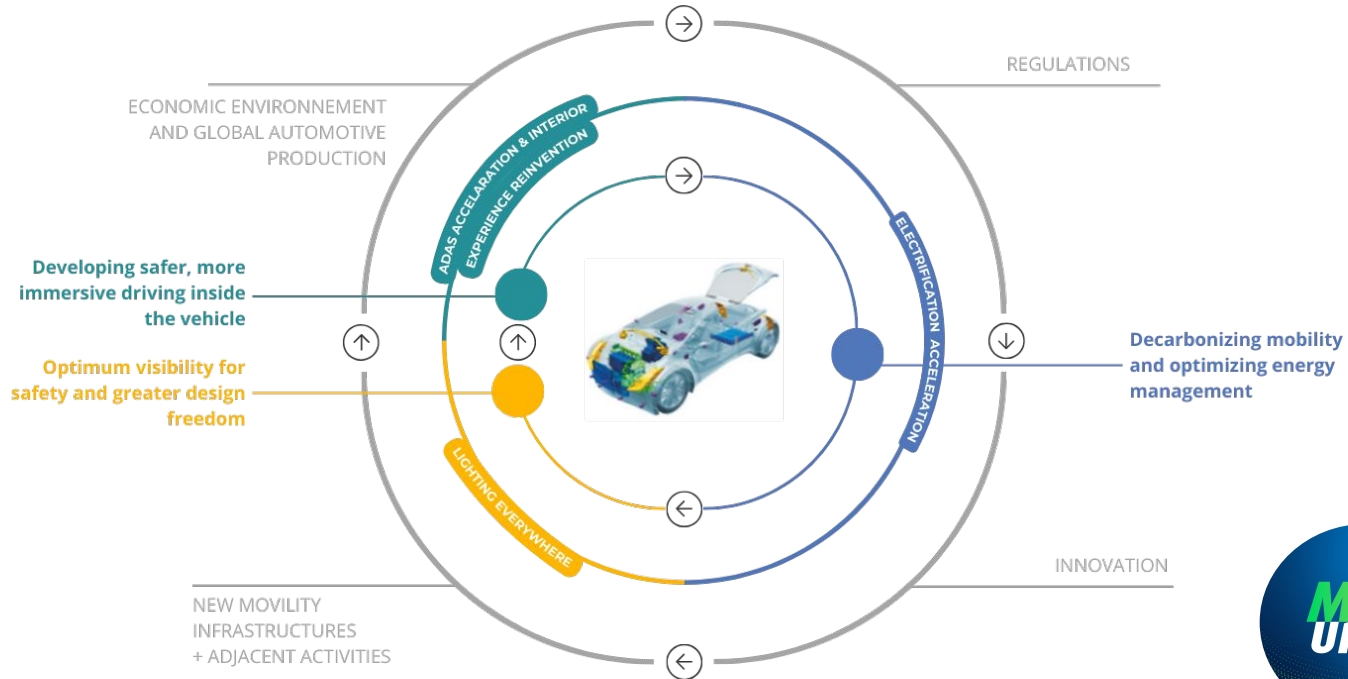 REGULATIONS
ECONOMIC ENVIRONNEMENT
AND GLOBAL AUTOMOTIVE
PRODUCTION
ADAS ACCELARATION & INTERIOR
EXPERIENCE REINVENTION
ELECTRIFICATION ACCELERATION
Developing safer, more
immersive driving inside
the vehicle
Decarbonizing mobility
and optimizing energy
management
Optimum visibility for
safety and greater design
freedom
LIGHTING EVERYWHERE
INNOVATION
NEW MOVILITY
INFRASTRUCTURES
+ ADJACENT ACTIVITIES